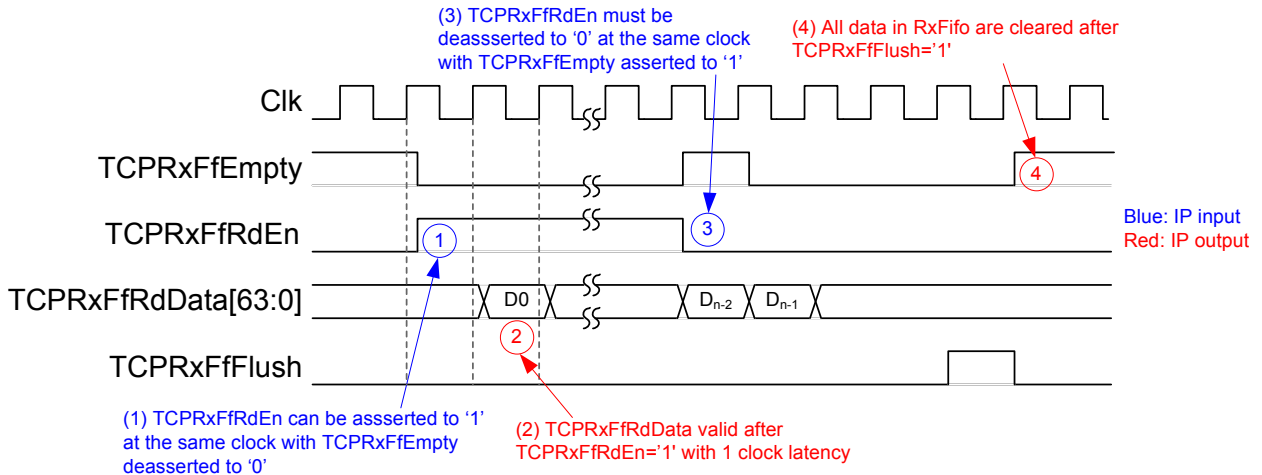 (3) TCPRxFfRdEn must be
deassserted to ‘0’ at the same clock
with TCPRxFfEmpty asserted to ‘1’
(4) All data in RxFifo are cleared after
TCPRxFfFlush='1'
Clk
TCPRxFfEmpty
4
TCPRxFfRdEn
1
3
Blue: IP input
Red: IP output
TCPRxFfRdData[63:0]
D0
Dn-2
Dn-1
2
TCPRxFfFlush
(1) TCPRxFfRdEn can be assserted to ‘1’
at the same clock with TCPRxFfEmpty
deasserted to ‘0’
(2) TCPRxFfRdData valid after
TCPRxFfRdEn='1' with 1 clock latency